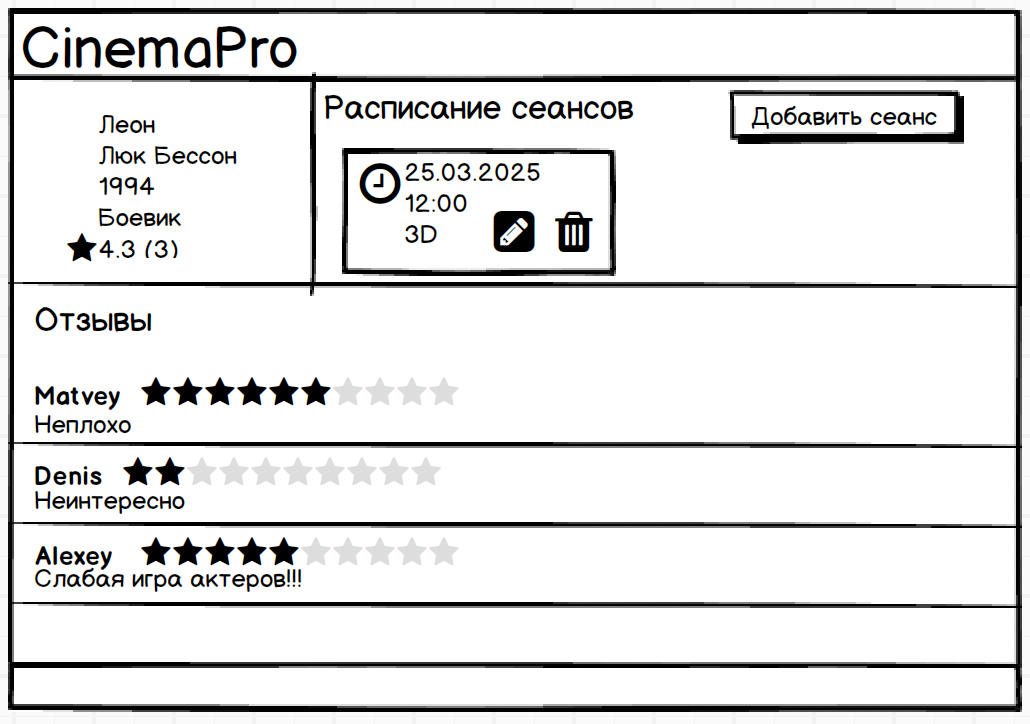 CinemaPro
Леон
Люк Бессон
1994
Боевик
4.3 (3)
Расписание сеансов
Добавить сеанс
25.03.2025
12:00
3D
Отзывы
Matvey
Неплохо
Denis
Неинтересно
Alexey
Слабая игра актеров!!!